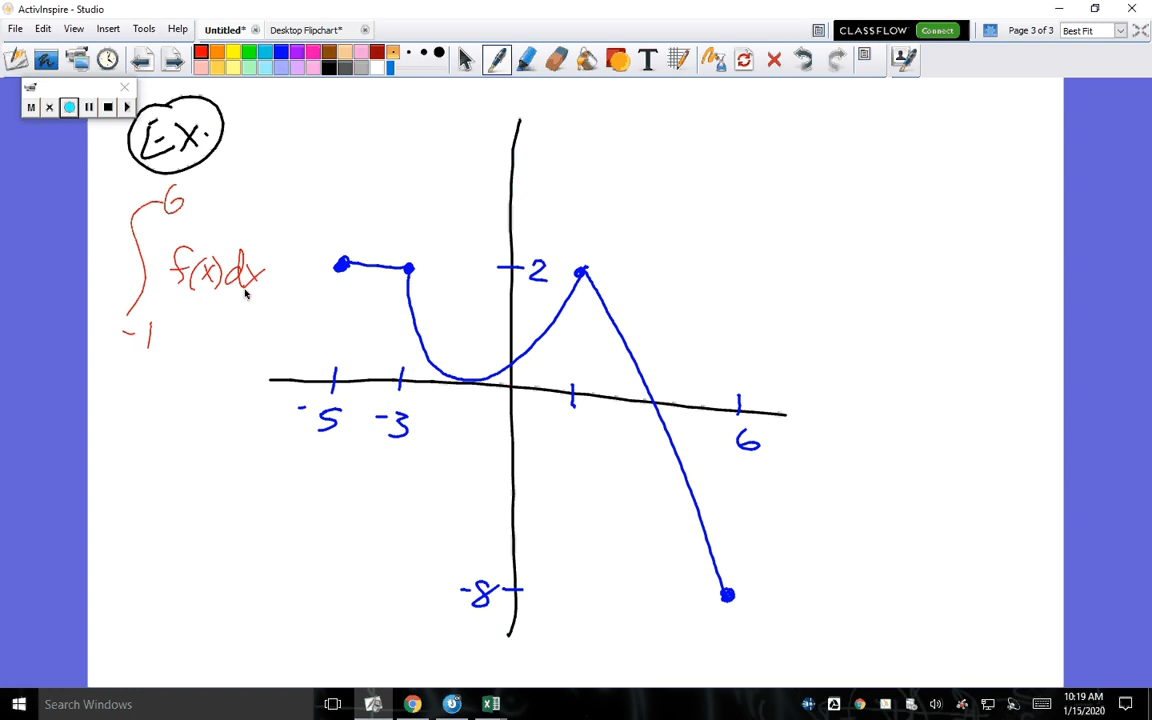 ActivInspire - Studio
File Edit View Insert Tools Help
Untitled*
Desktop Flipchart*
CLASSFLOW Connect
Page 3 of 3
Best Fit
M
Ex.
6
∫ f(x)dx
-1
2
-5 -3 1 6
-8
Search Windows
10:19 AM
1/15/2020